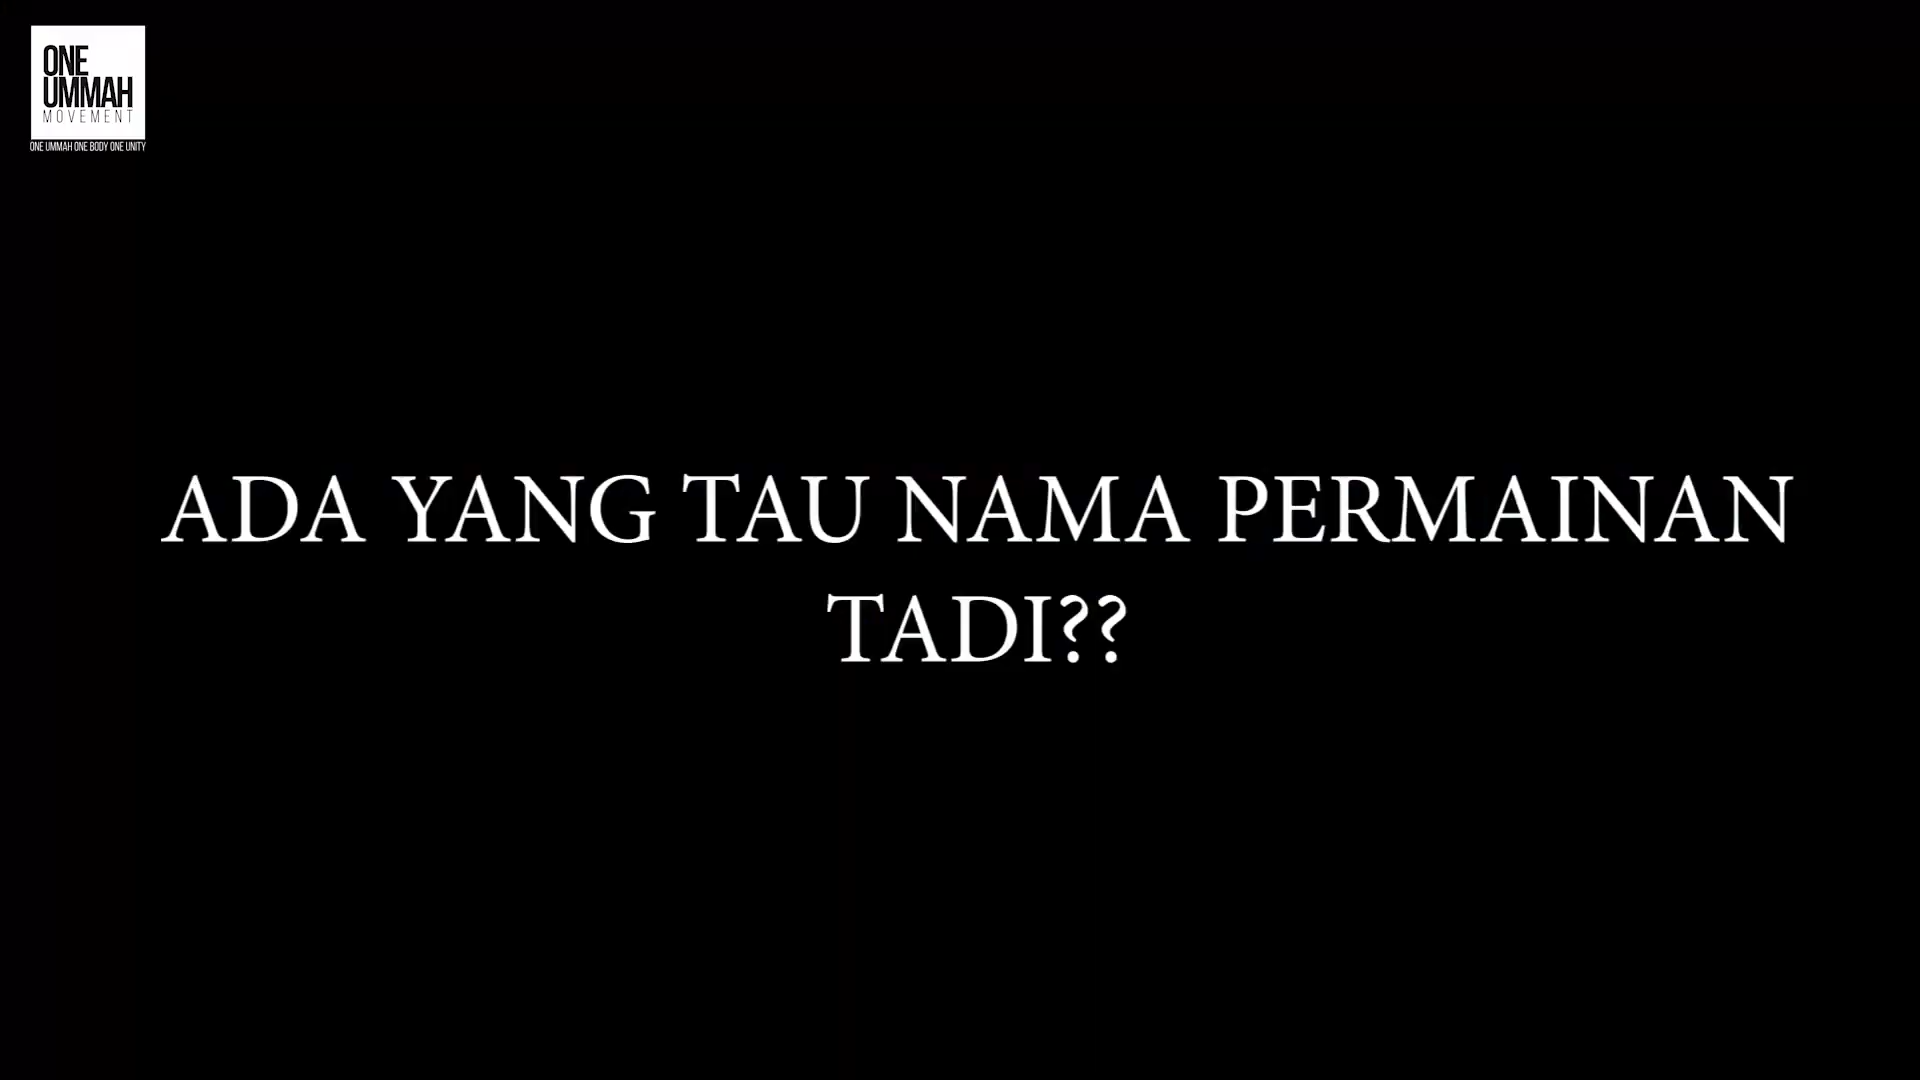 ONE
UMMAH
MOVEMENT
ONE UMMAH ONE BODY ONE UNITY
ADA YANG TAU NAMA PERMAINAN
TADI??